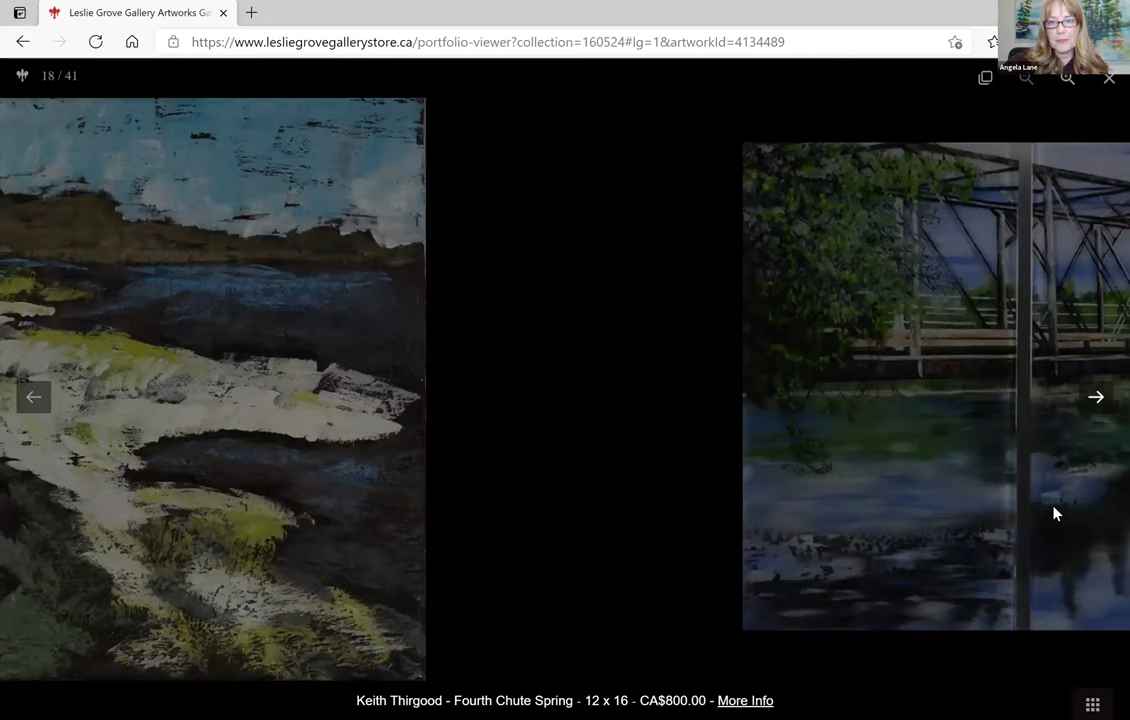 Leslie Grove Gallery Artworks Ga
https://www.lesliegrovegallerystore.ca/portfolio-viewer?collection=160524#lg=1&artworkId=4134489
Angela Lane
18 / 41
Keith Thirgood - Fourth Chute Spring - 12 x 16 - CA$800.00 - More Info